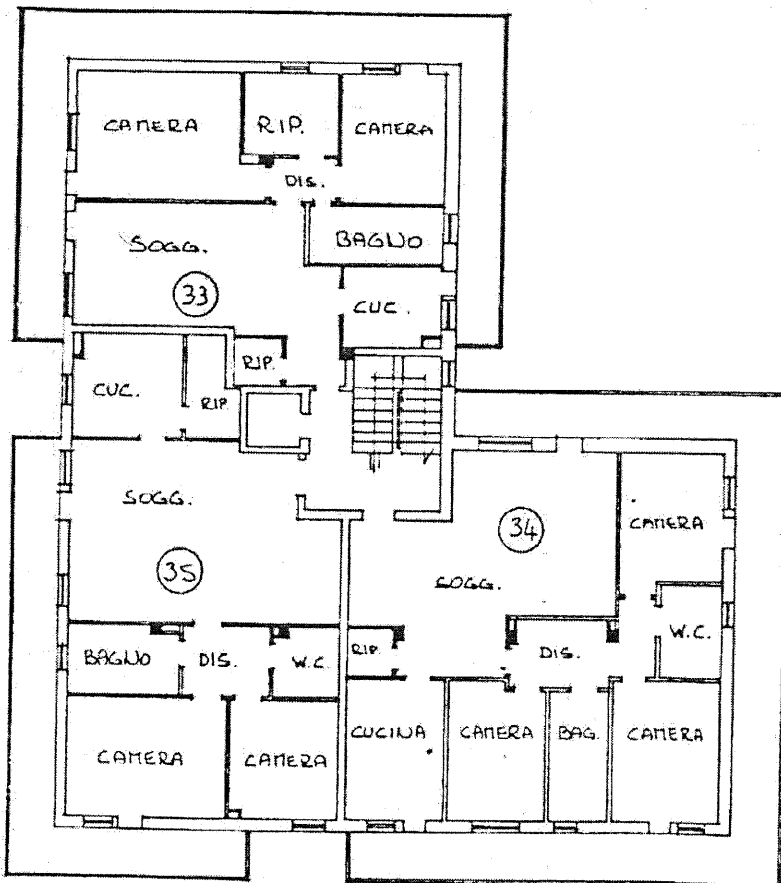 CAMERA
RIP.
CAMERA
DIS.
SOGG.
BAGNO
33
CUC.
RIP.
CUC.
RIP.
SOGG.
35
34
CAMERA
SOGG.
BAGNO
DIS.
W.C.
RIP.
DIS.
W.C.
CAMERA
CAMERA
CUCINA
CAMERA
BAG.
CAMERA